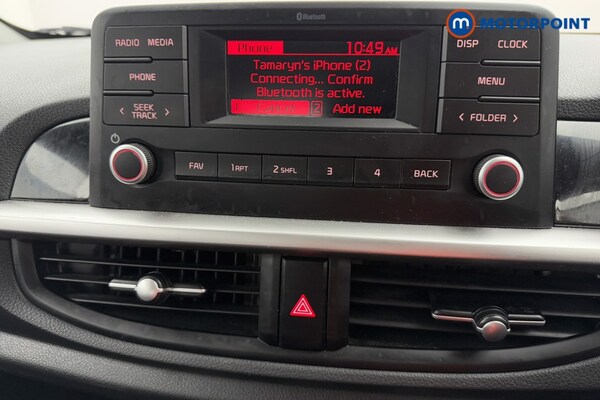 Bluetooth
MOTORPOINT
RADIO MEDIA
PHONE
SEEK
TRACK
Phone 10:49AM
Tamaryn's iPhone (2)
Connecting... Confirm
Bluetooth is active.
2 Add new
DISP CLOCK
MENU
FOLDER
FAV 1 RPT 2 SHFL 3 4 BACK